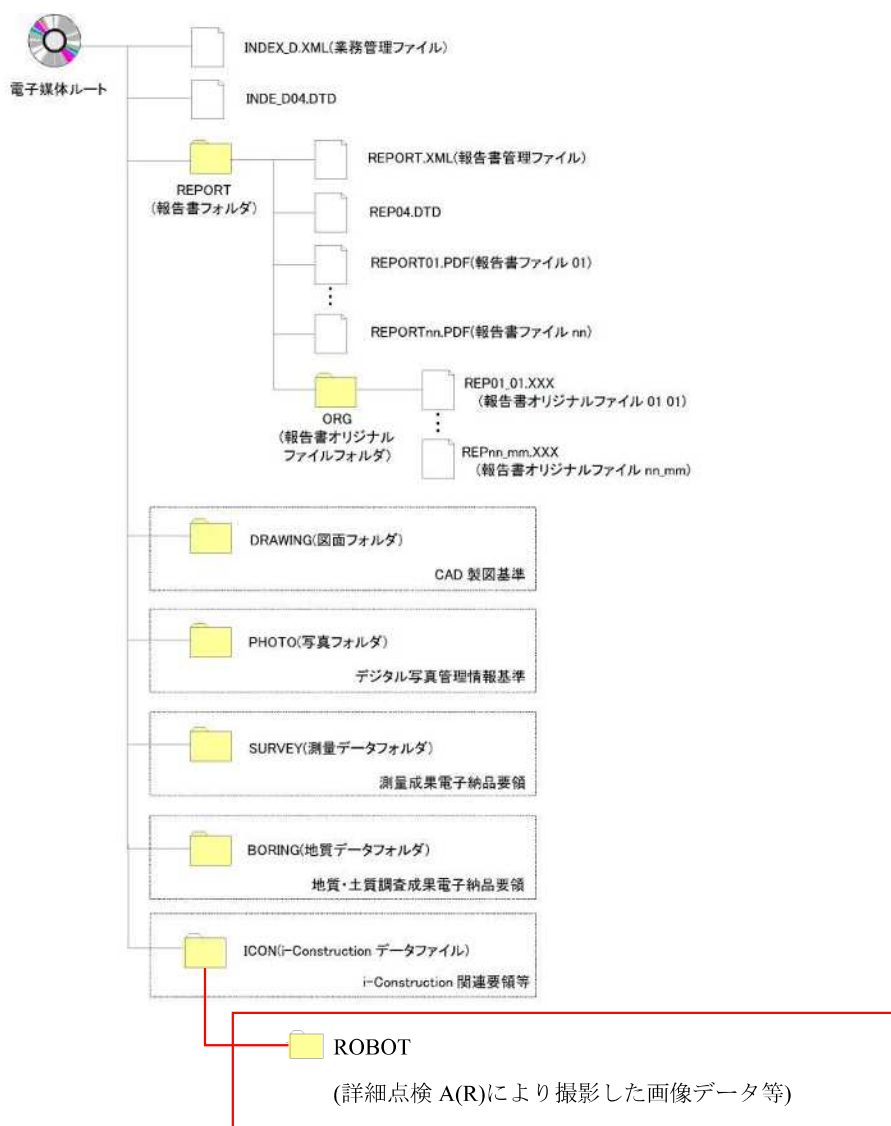 電子媒体ルート
INDEX_D.XML(業務管理ファイル)
INDE_D04.DTD
REPORT
(報告書フォルダ)
REPORT.XML(報告書管理ファイル)
REP04.DTD
REPORT01.PDF(報告書ファイル 01)
REPORTnn.PDF(報告書ファイル nn)
ORG
(報告書オリジナル
ファイルフォルダ)
REP01_01.XXX
(報告書オリジナルファイル 01 01)
REPnn_mm.XXX
(報告書オリジナルファイル nn_mm)
DRAWING(図面フォルダ)
CAD 製図基準
PHOTO(写真フォルダ)
デジタル写真管理情報基準
SURVEY(測量データフォルダ)
測量成果電子納品要領
BORING(地質データフォルダ)
地質・土質調査成果電子納品要領
ICON(i-Construction データファイル)
i-Construction 関連要領等
ROBOT
(詳細点検 A(R)により撮影した画像データ等)